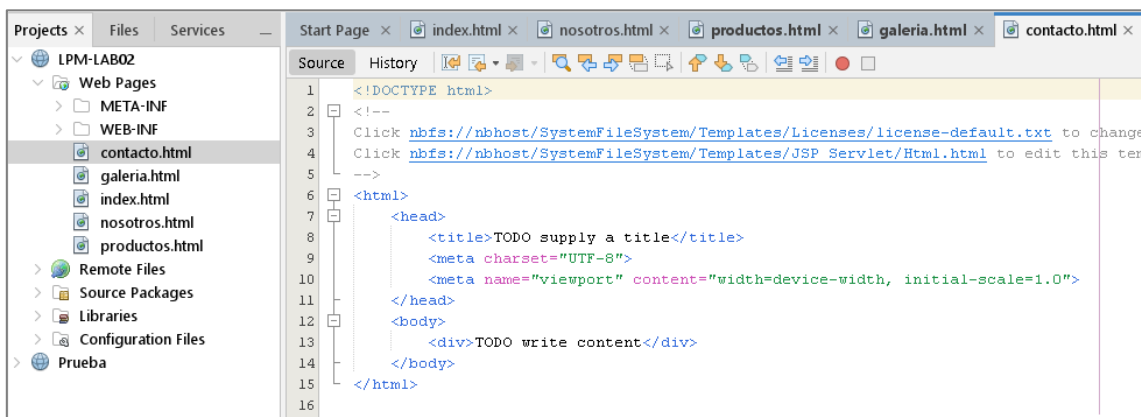 Projects × Files Services —
LPM-LAB02
Web Pages
META-INF
WEB-INF
contacto.html
galeria.html
index.html
nosotros.html
productos.html
Remote Files
Source Packages
Libraries
Configuration Files
Prueba
Start Page × index.html × nosotros.html × productos.html × galeria.html × contacto.html ×
Source History
1 <!DOCTYPE html>
2 <!--
3 Click nbfs://nbhost/SystemFileSystem/Templates/Licenses/license-default.txt to change
4 Click nbfs://nbhost/SystemFileSystem/Templates/JSP_Servlet/Html.html to edit this
5 -->
6 <html>
7 <head>
8 <title>TODO supply a title</title>
9 <meta charset="UTF-8">
10 <meta name="viewport" content="width=device-width, initial-scale=1.0">
11 </head>
12 <body>
13 <div>TODO write content</div>
14 </body>
15 </html>
16